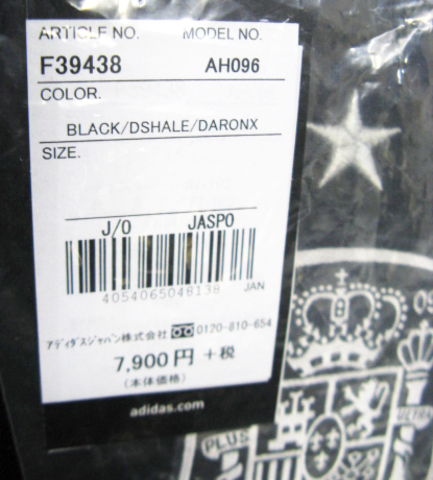 ARTICLE NO. MODEL NO.
F39438 AH096
COLOR.
BLACK/DSHALE/DARONX
SIZE.
J/O JASPO
4054065048138 JAN
アディダスジャパン株式会社 0120-810-654
7,900円 +税
(本体価格)
adidas.com
PLUS